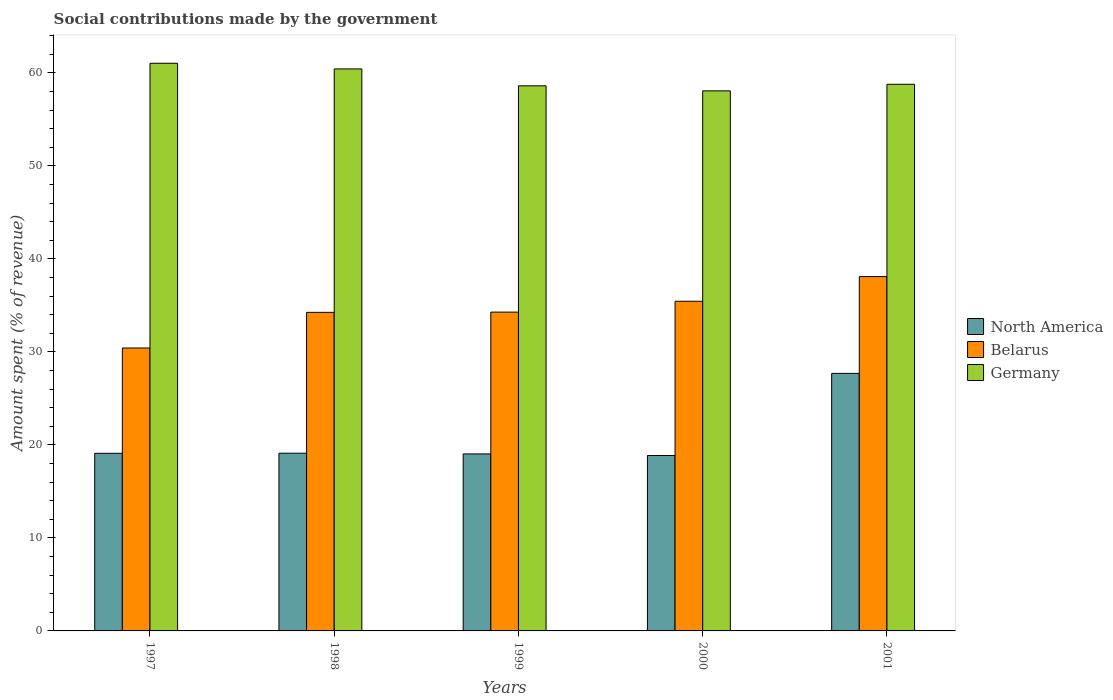 Social contributions made by the government
Amount spent (% of revenue)
60
50
40
30
20
10
0
1997
1998
1999
2000
2001
Years
North America
Belarus
Germany